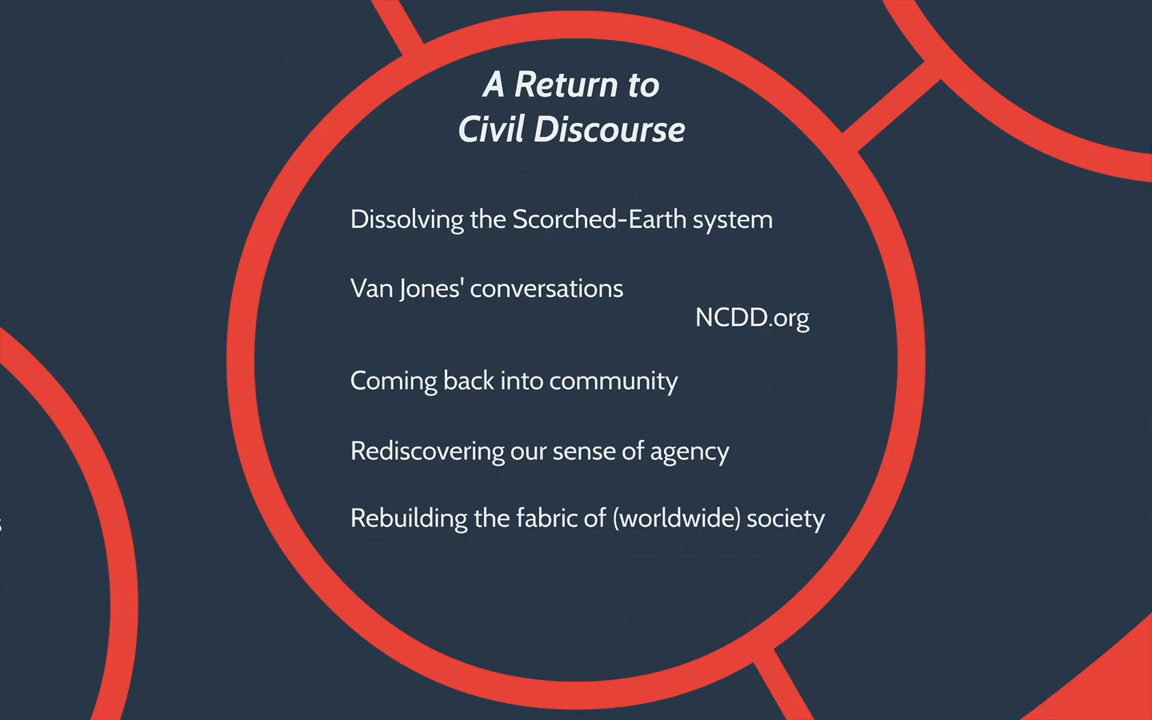 A Return to
Civil Discourse
Dissolving the Scorched-Earth system
Van Jones' conversations
NCDD.org
Coming back into community
Rediscovering our sense of agency
Rebuilding the fabric of (worldwide) society